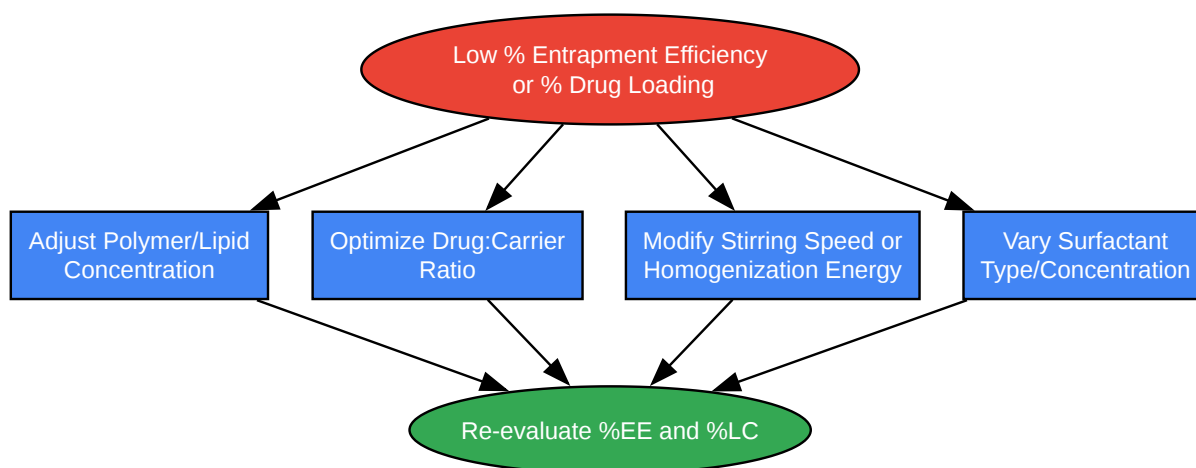 Low % Entrapment Efficiency
or % Drug Loading
Adjust Polymer/Lipid
Concentration
Optimize Drug:Carrier
Ratio
Modify Stirring Speed or
Homogenization Energy
Vary Surfactant
Type/Concentration
Re-evaluate %EE and %LC